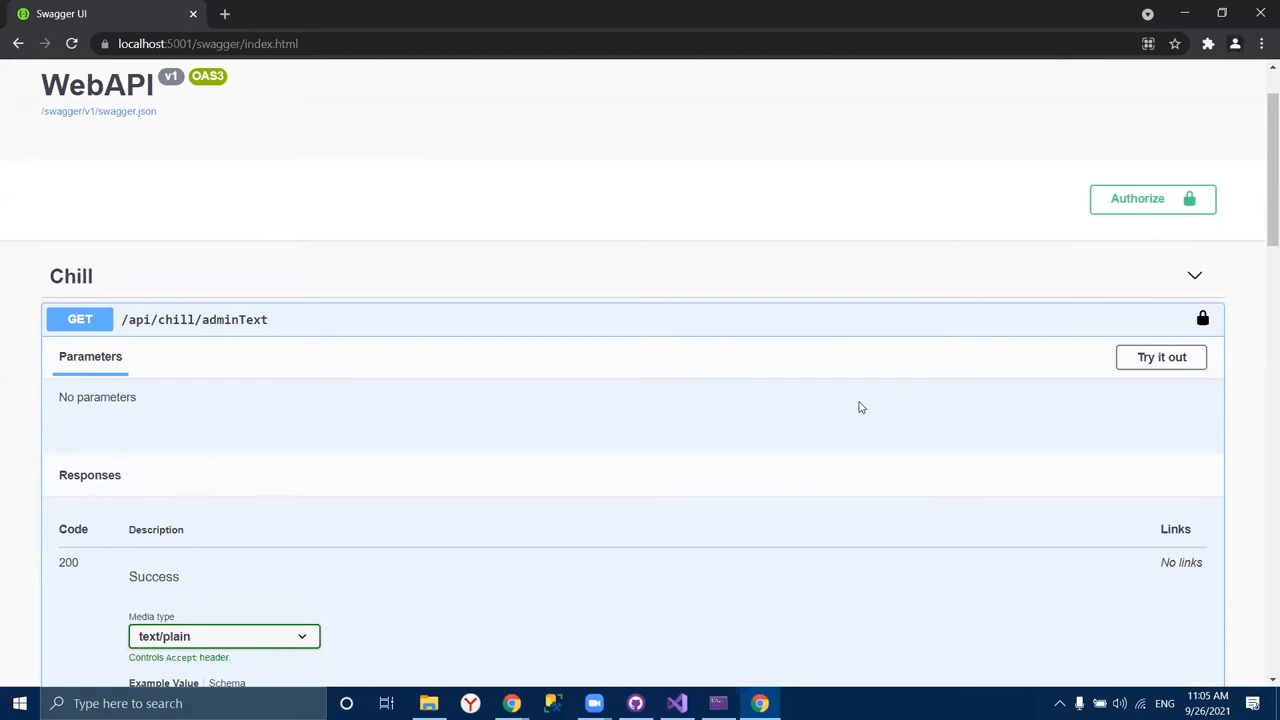 Swagger UI
localhost:5001/swagger/index.html
WebAPI v1 OAS3
/swagger/v1/swagger.json
Authorize
Chill
GET /api/chill/adminText
Parameters
Try it out
No parameters
Responses
Code Description Links
200 Success No links
Media type
text/plain
Controls Accept header.
Example Value Schema
Type here to search
ENG
11:05 AM
9/26/2021